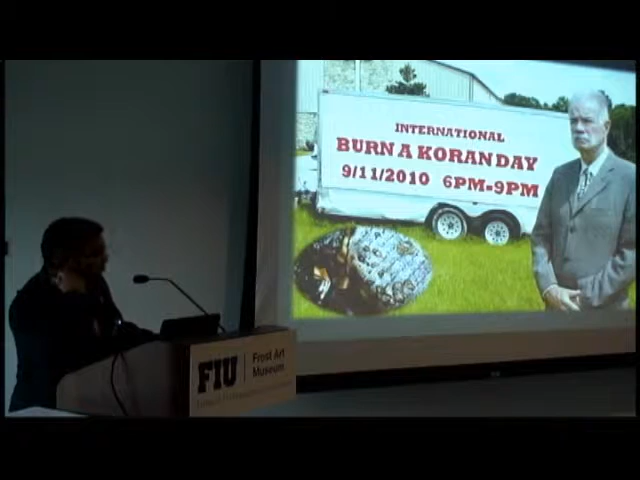 INTERNATIONAL
BURN A KORAN DAY
9/11/2010 6PM-9PM
FIU
Frost Art
Museum